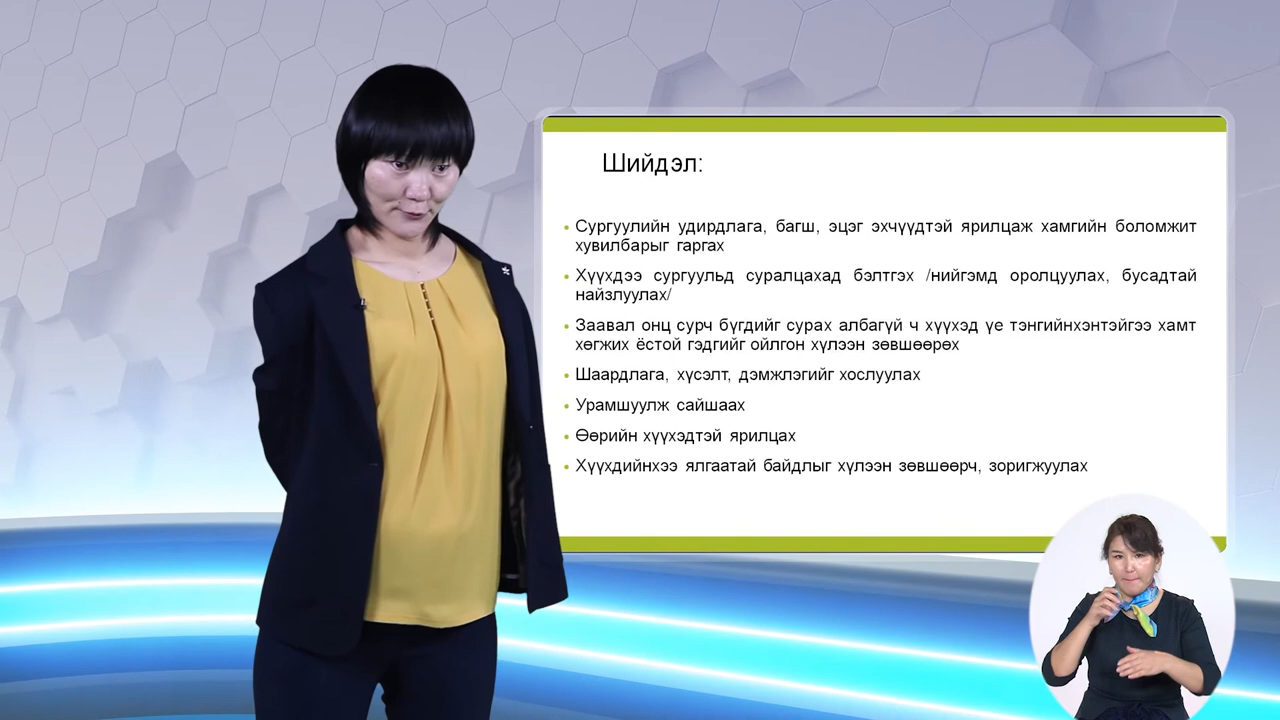 Шийдэл:
Сургуулийн удирдлага, багш, эцэг эхчүүдтэй ярилцаж хамгийн боломжит
хувилбарыг гаргах
Хүүхдээ сургуульд суралцахад бэлтгэх /нийгэмд оролцуулах, бусадтай
найзлуулах/
Заавал онц сурч бүгдийг сурах албагүй ч хүүхэд үе тэнгийнхэнтэйгээ хамт
хөгжих ёстой гэдгийг ойлгон хүлээн зөвшөөрөх
Шаардлага, хүсэлт, дэмжлэгийг хослуулах
Урамшуулж сайшаах
Өөрийн хүүхэдтэй ярилцах
Хүүхдийнхээ ялгаатай байдлыг хүлээн зөвшөөрч, зоригжуулах